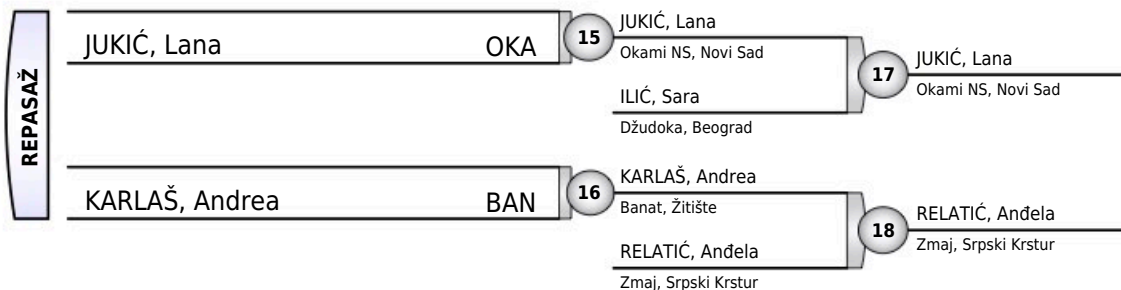 REPASAŽ
JUKIĆ, Lana OKA
15
JUKIĆ, Lana
Okami NS, Novi Sad
ILIĆ, Sara
Džudoka, Beograd
17
JUKIĆ, Lana
Okami NS, Novi Sad
KARLAŠ, Andrea BAN
16
KARLAŠ, Andrea
Banat, Žitište
RELATIĆ, Anđela
Zmaj, Srpski Krstur
18
RELATIĆ, Anđela
Zmaj, Srpski Krstur